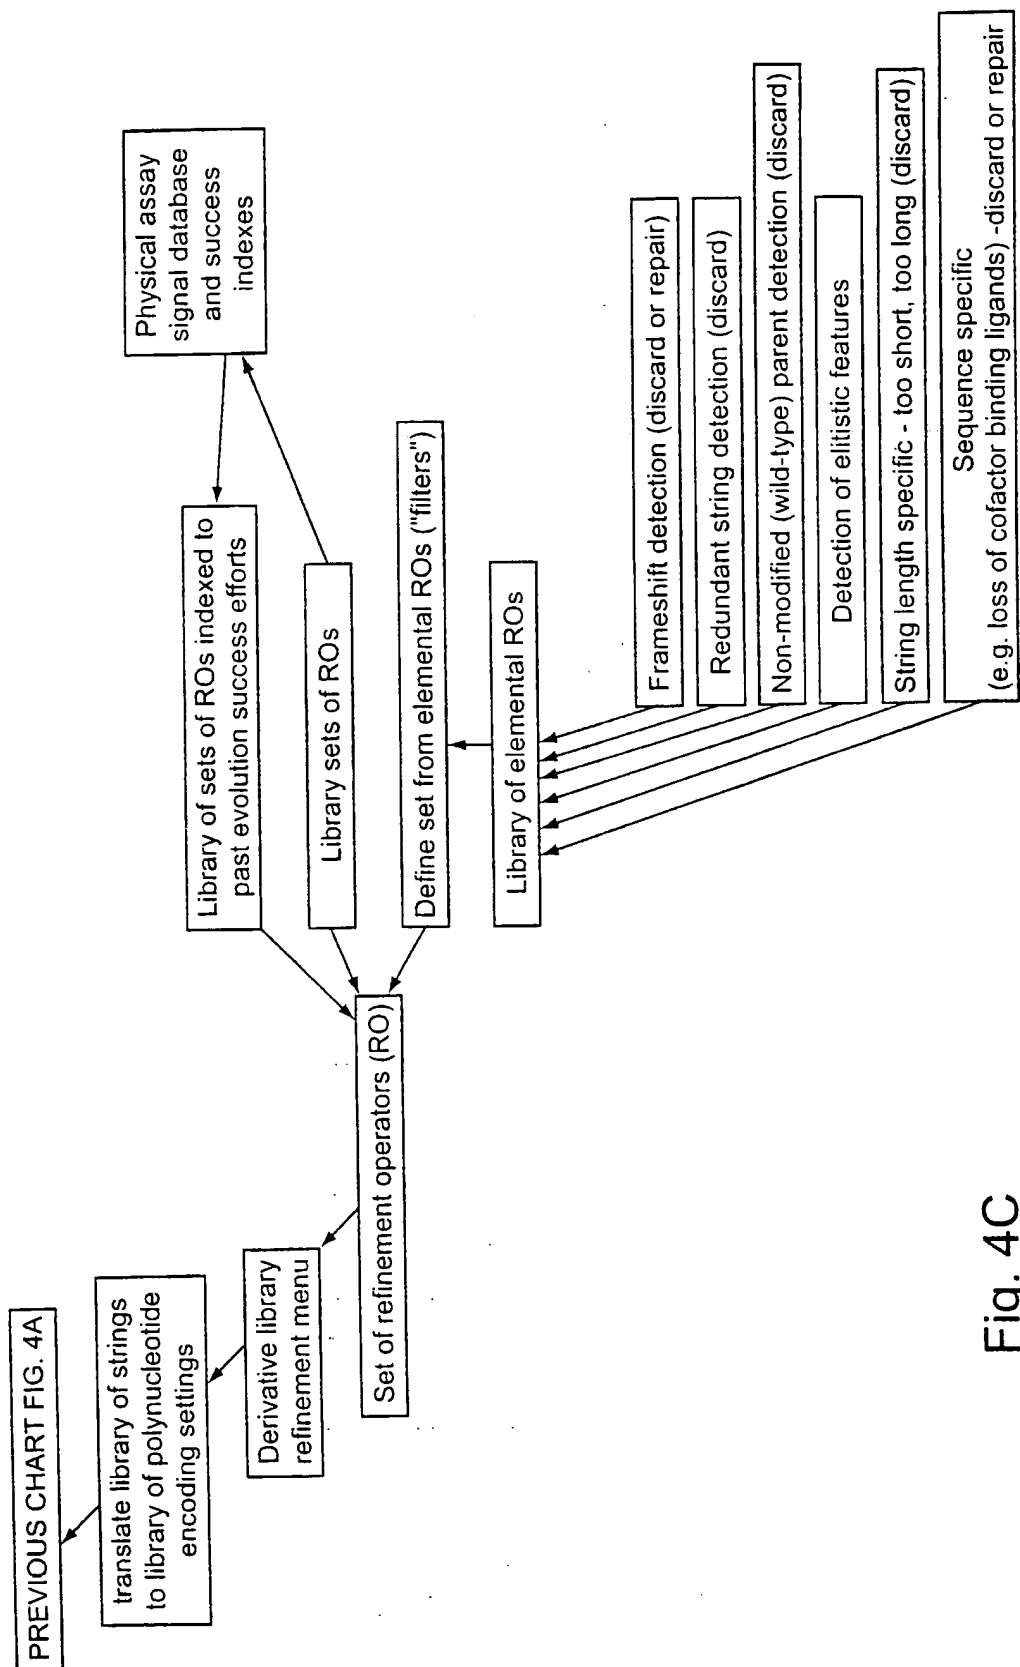 PREVIOUS CHART FIG. 4A
translate library of strings
to library of polynucleotide
encoding settings
Derivative library
refinement menu
Set of refinement operators (RO)
Library of sets of ROs indexed to
past evolution success efforts
Physical assay
signal database
and success
indexes
Library sets of ROs
Define set from elemental ROs ("filters")
Library of elemental ROs
Frameshift detection (discard or repair)
Redundant string detection (discard)
Non-modified (wild-type) parent detection (discard)
Detection of elitistic features
String length specific - too short, too long (discard)
Sequence specific
(e.g. loss of cofactor binding ligands) -discard or repair
Fig. 4C